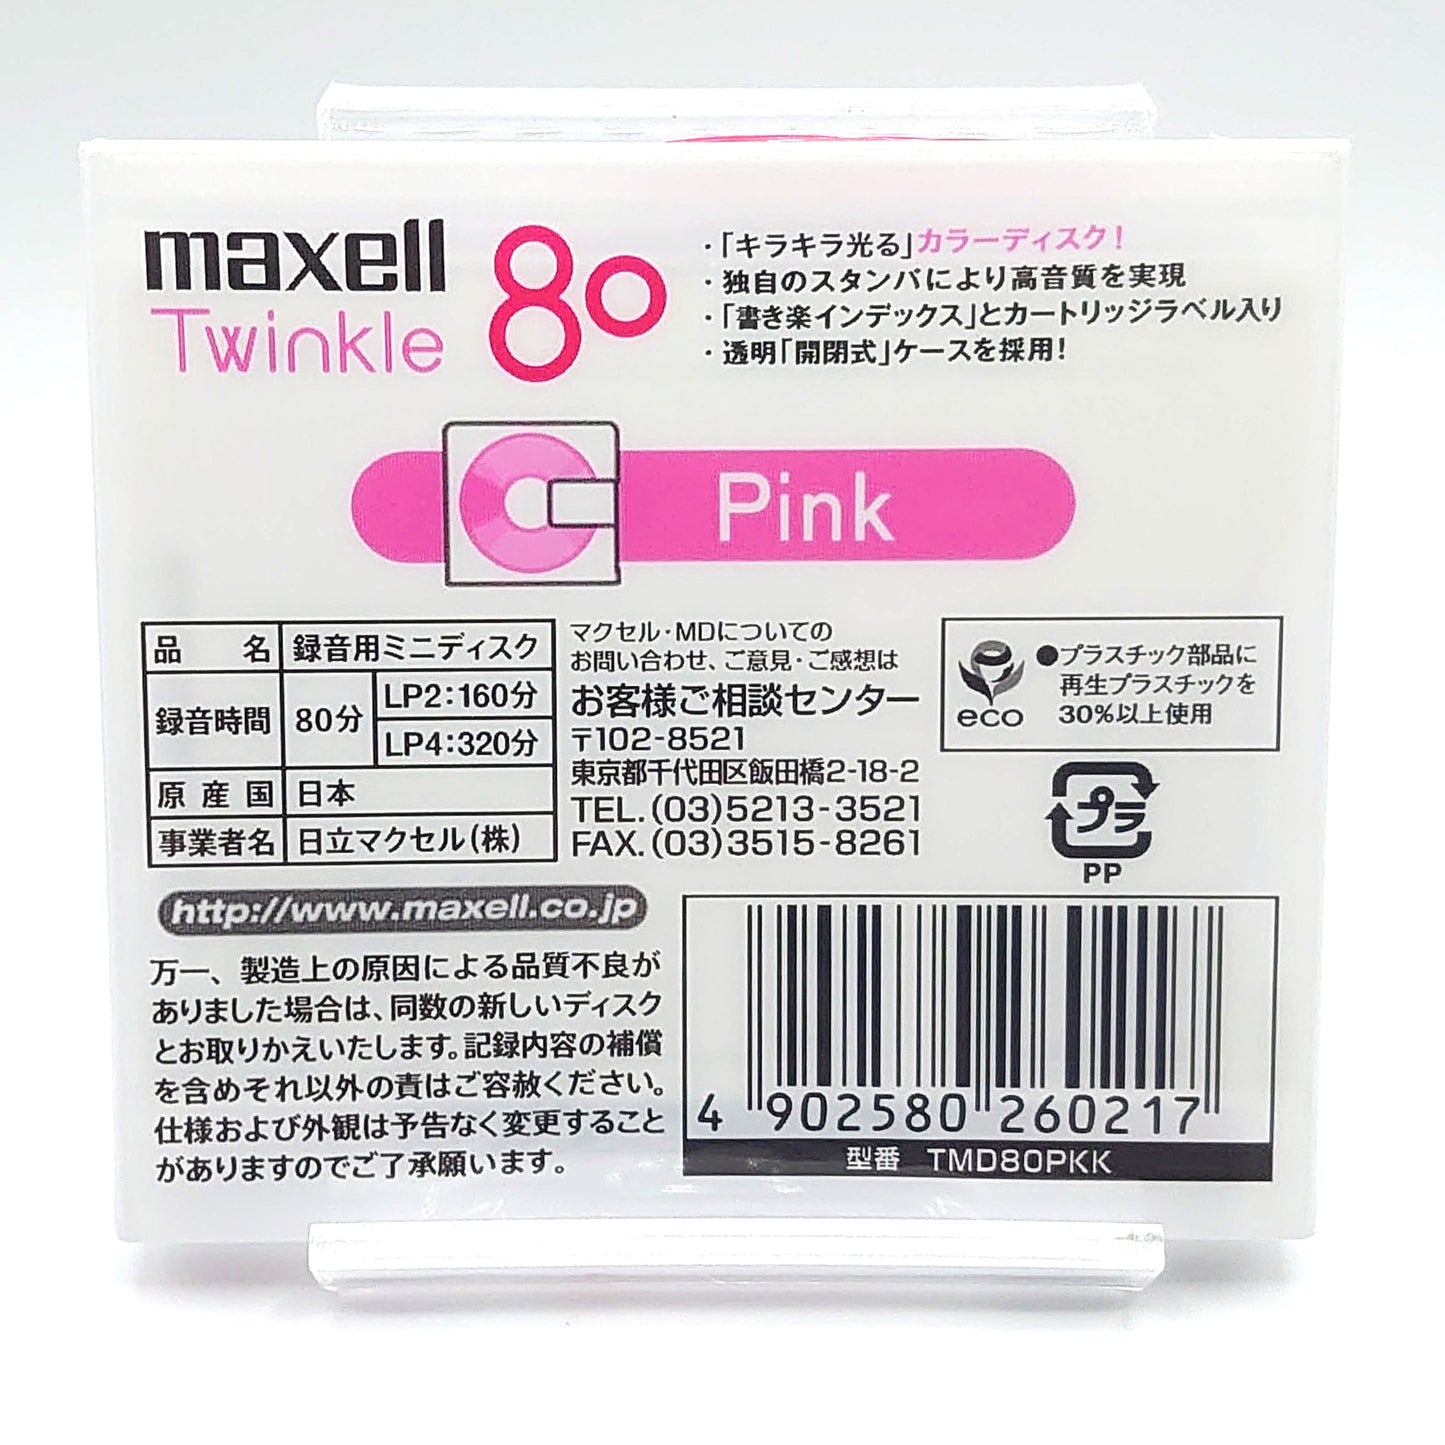 maxell
Twinkle
80
・「キラキラ光る」カラーディスク!
・独自のスタンパにより高音質を実現
・「書き楽インデックス」とカートリッジラベル入り
・透明「開閉式」ケースを採用!
Pink
品名 録音用ミニディスク
録音時間 80分 LP2:160分
LP4:320分
原産国 日本
事業者名 日立マクセル(株)
マクセル・MDについての
お問い合わせ、ご意見・ご感想は
お客様ご相談センター
〒102-8521
東京都千代田区飯田橋2-18-2
TEL.(03)5213-3521
FAX.(03)3515-8261
eco
●プラスチック部品に
再生プラスチックを
30%以上使用
プラ
PP
http://www.maxell.co.jp
万一、製造上の原因による品質不良が
ありました場合は、同数の新しいディスク
とお取りかえいたします。記録内容の補償
を含めそれ以外の責はご容赦ください。
仕様および外観は予告なく変更すること
がありますのでご了承願います。
4 902580 260217
型番 TMD80PKK